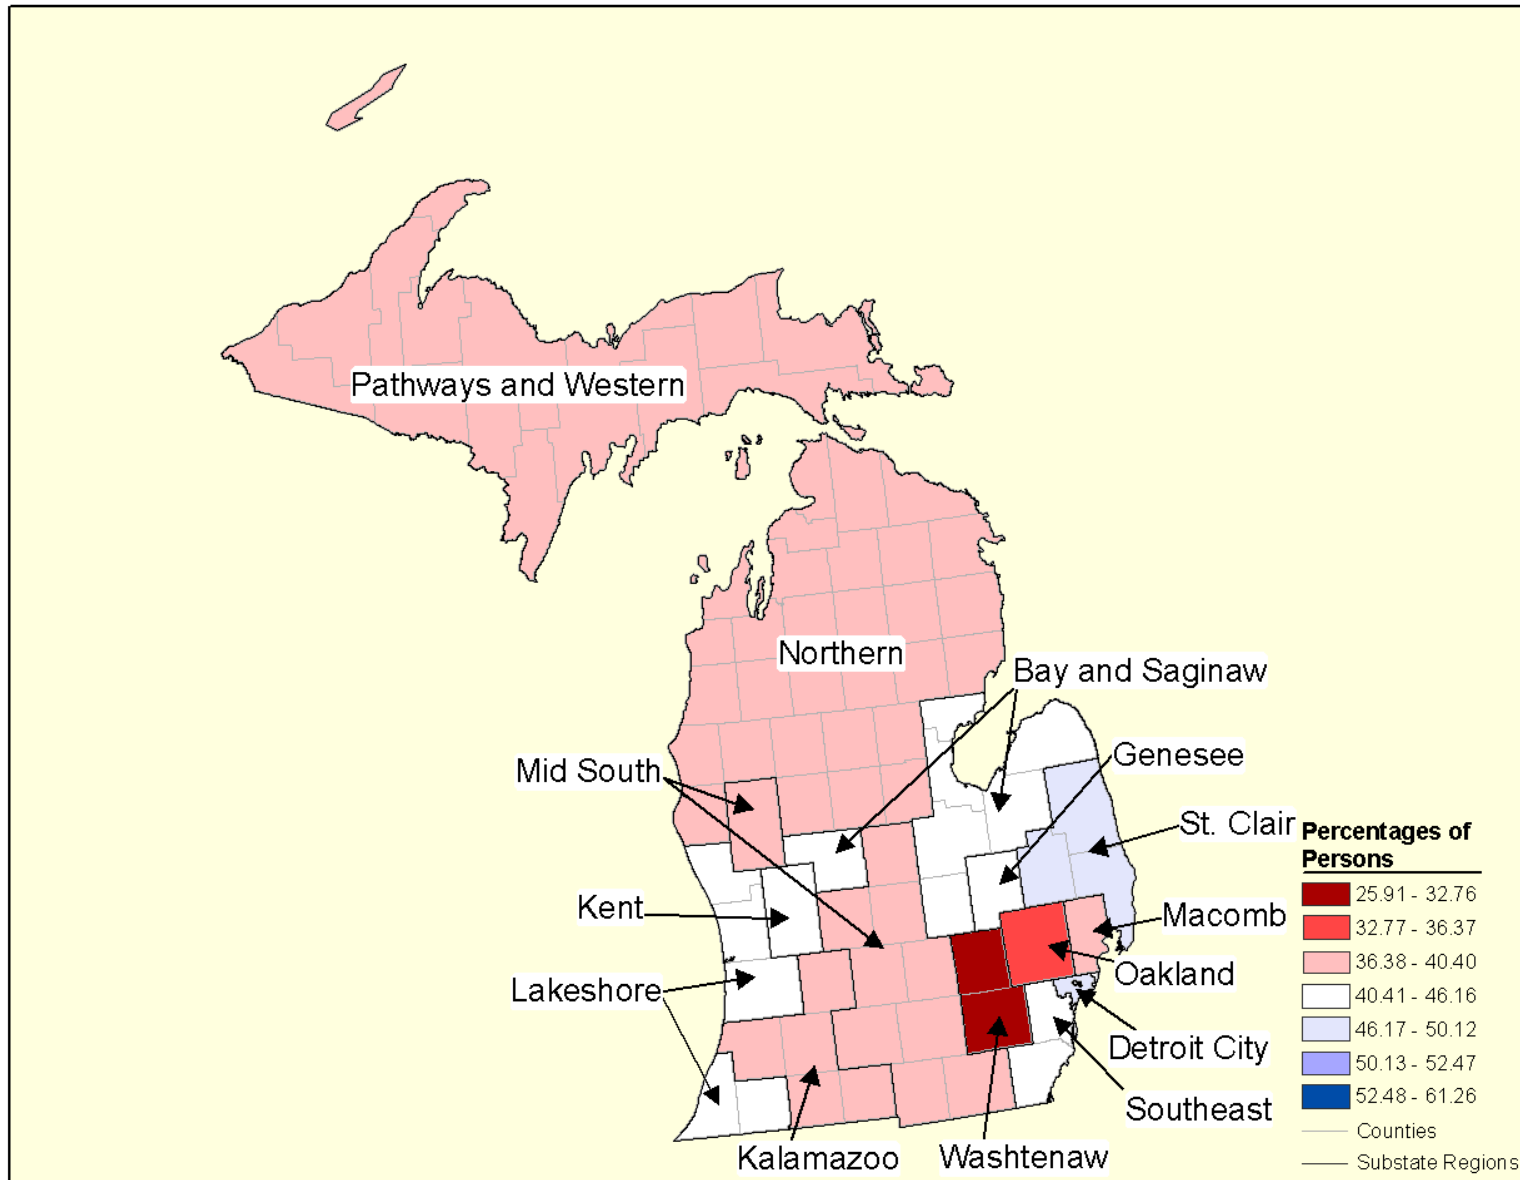 Pathways and Western
Northern
Bay and Saginaw
Genesee
Mid South
St. Clair
Kent
Macomb
Lakeshore
Oakland
Detroit City
Southeast
Kalamazoo
Washtenaw
Percentages of
Persons
25.91 - 32.76
32.77 - 36.37
36.38 - 40.40
40.41 - 46.16
46.17 - 50.12
50.13 - 52.47
52.48 - 61.26
Counties
Substate Regions